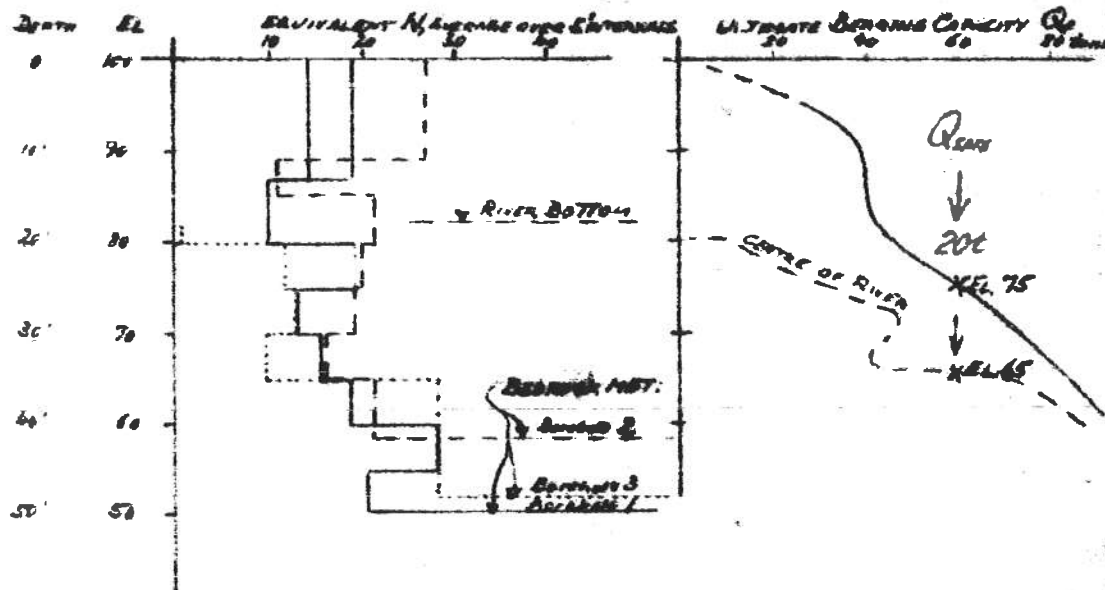 DEPTH EL EQUIVALENT N, AVERAGE OVER 5' INTERVALS ULTIMATE BEARING CAPACITY Qo
10 20 30 40 20 40 60 80 tons
0 100
10' 90
Qsafe
RIVER BOTTOM
20' 80 20t
CENTRE OF RIVER
EL 75
30' 70
EL 65
BEDROCK MET:
40' 60 Borehole 2
Borehole 3
50' 50 Borehole 1